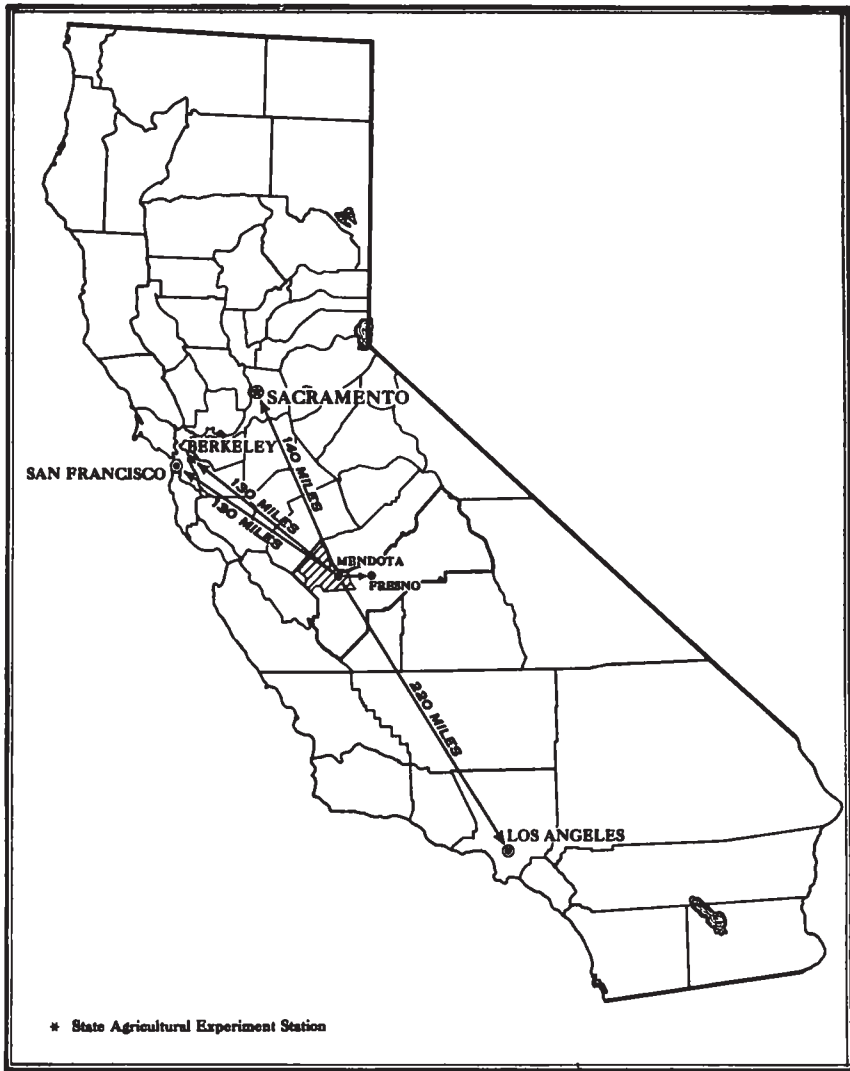 SACRAMENTO
BERKELEY
SAN FRANCISCO
140 MILES
130 MILES
130 MILES
MENDOTA
FRESNO
220 MILES
LOS ANGELES
* State Agricultural Experiment Station